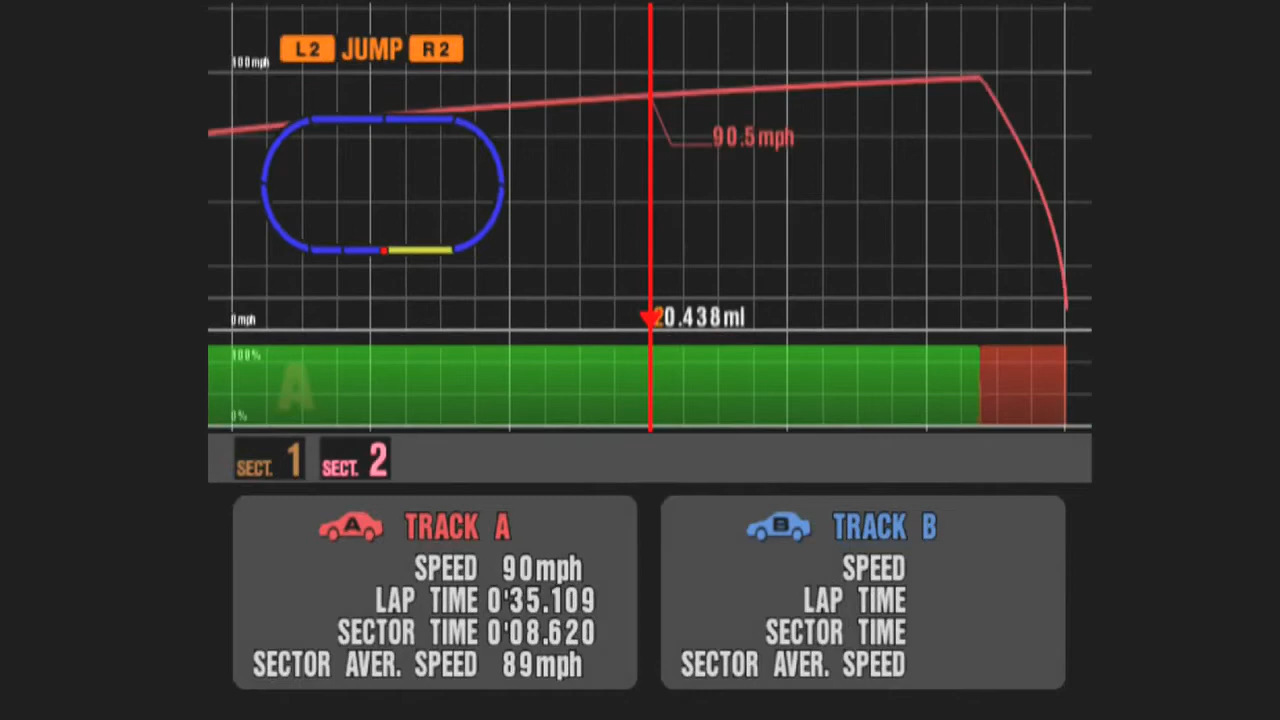 L2 JUMP R2
100mph
90.5mph
0.438ml
0mph
100%
A
0%
SECT. 1 SECT. 2
A TRACK A
SPEED 90mph
LAP TIME 0'35.109
SECTOR TIME 0'08.620
SECTOR AVER. SPEED 89mph
B TRACK B
SPEED
LAP TIME
SECTOR TIME
SECTOR AVER. SPEED